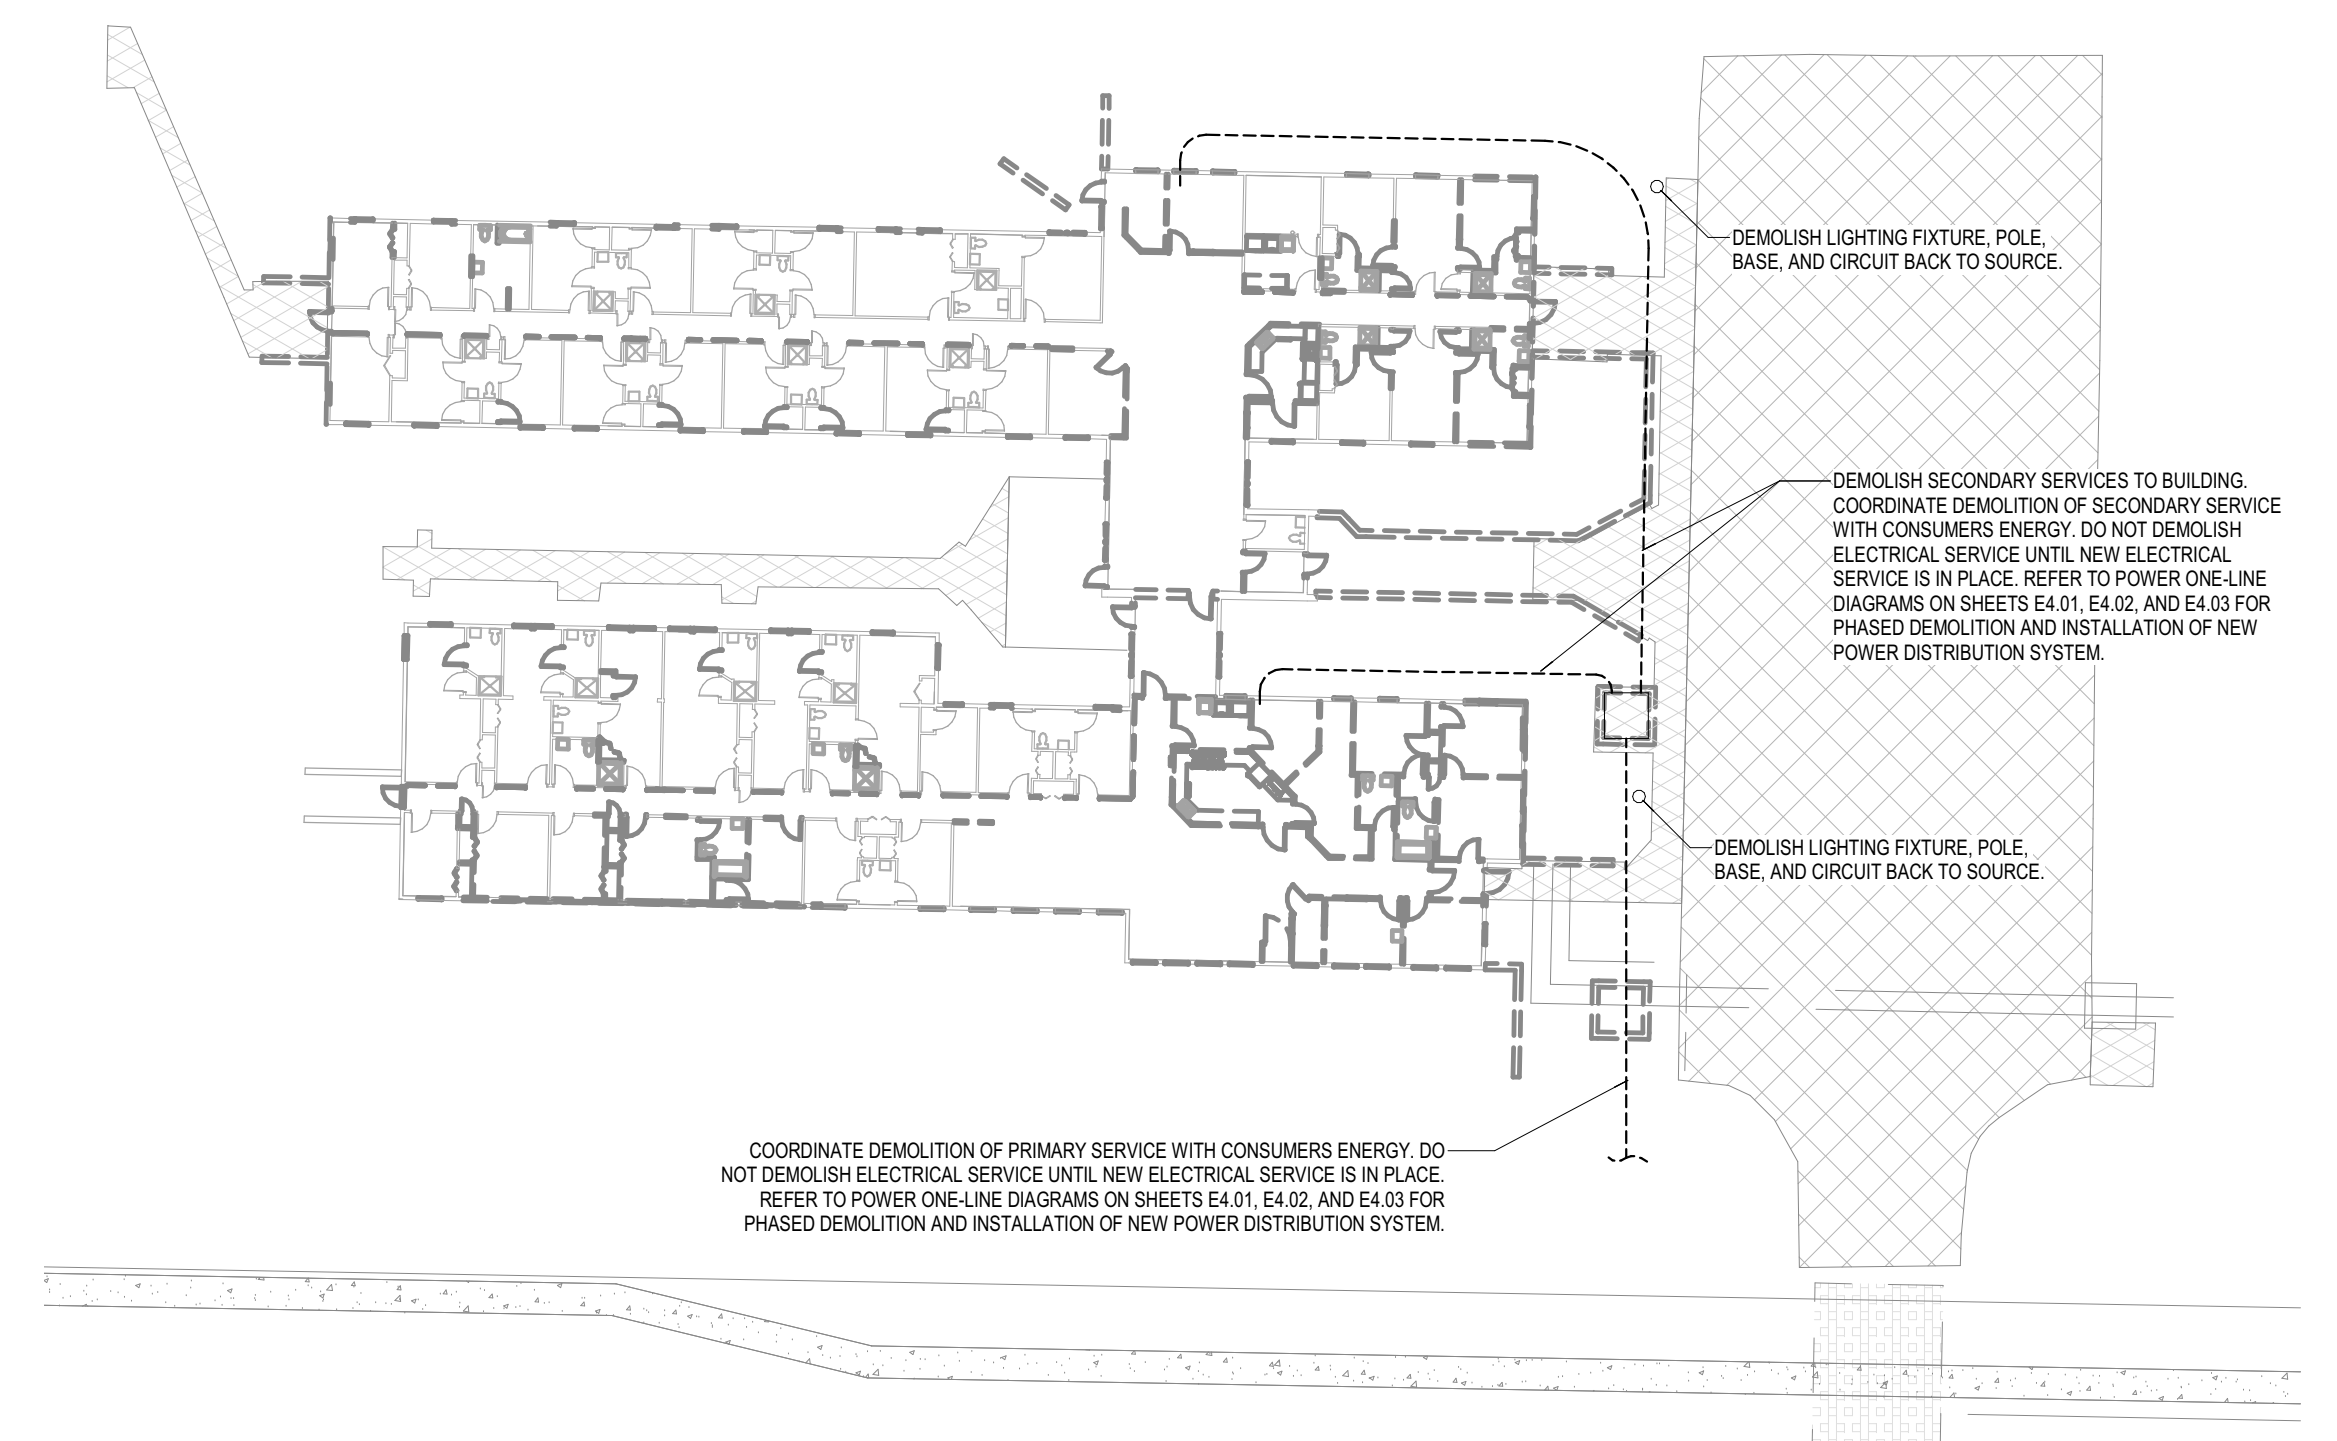 DEMOLISH LIGHTING FIXTURE, POLE,
BASE, AND CIRCUIT BACK TO SOURCE.
DEMOLISH SECONDARY SERVICES TO BUILDING.
COORDINATE DEMOLITION OF SECONDARY SERVICE
WITH CONSUMERS ENERGY. DO NOT DEMOLISH
ELECTRICAL SERVICE UNTIL NEW ELECTRICAL
SERVICE IS IN PLACE. REFER TO POWER ONE-LINE
DIAGRAMS ON SHEETS E4.01, E4.02, AND E4.03 FOR
PHASED DEMOLITION AND INSTALLATION OF NEW
POWER DISTRIBUTION SYSTEM.
DEMOLISH LIGHTING FIXTURE, POLE,
BASE, AND CIRCUIT BACK TO SOURCE.
COORDINATE DEMOLITION OF PRIMARY SERVICE WITH CONSUMERS ENERGY. DO
NOT DEMOLISH ELECTRICAL SERVICE UNTIL NEW ELECTRICAL SERVICE IS IN PLACE.
REFER TO POWER ONE-LINE DIAGRAMS ON SHEETS E4.01, E4.02, AND E4.03 FOR
PHASED DEMOLITION AND INSTALLATION OF NEW POWER DISTRIBUTION SYSTEM.